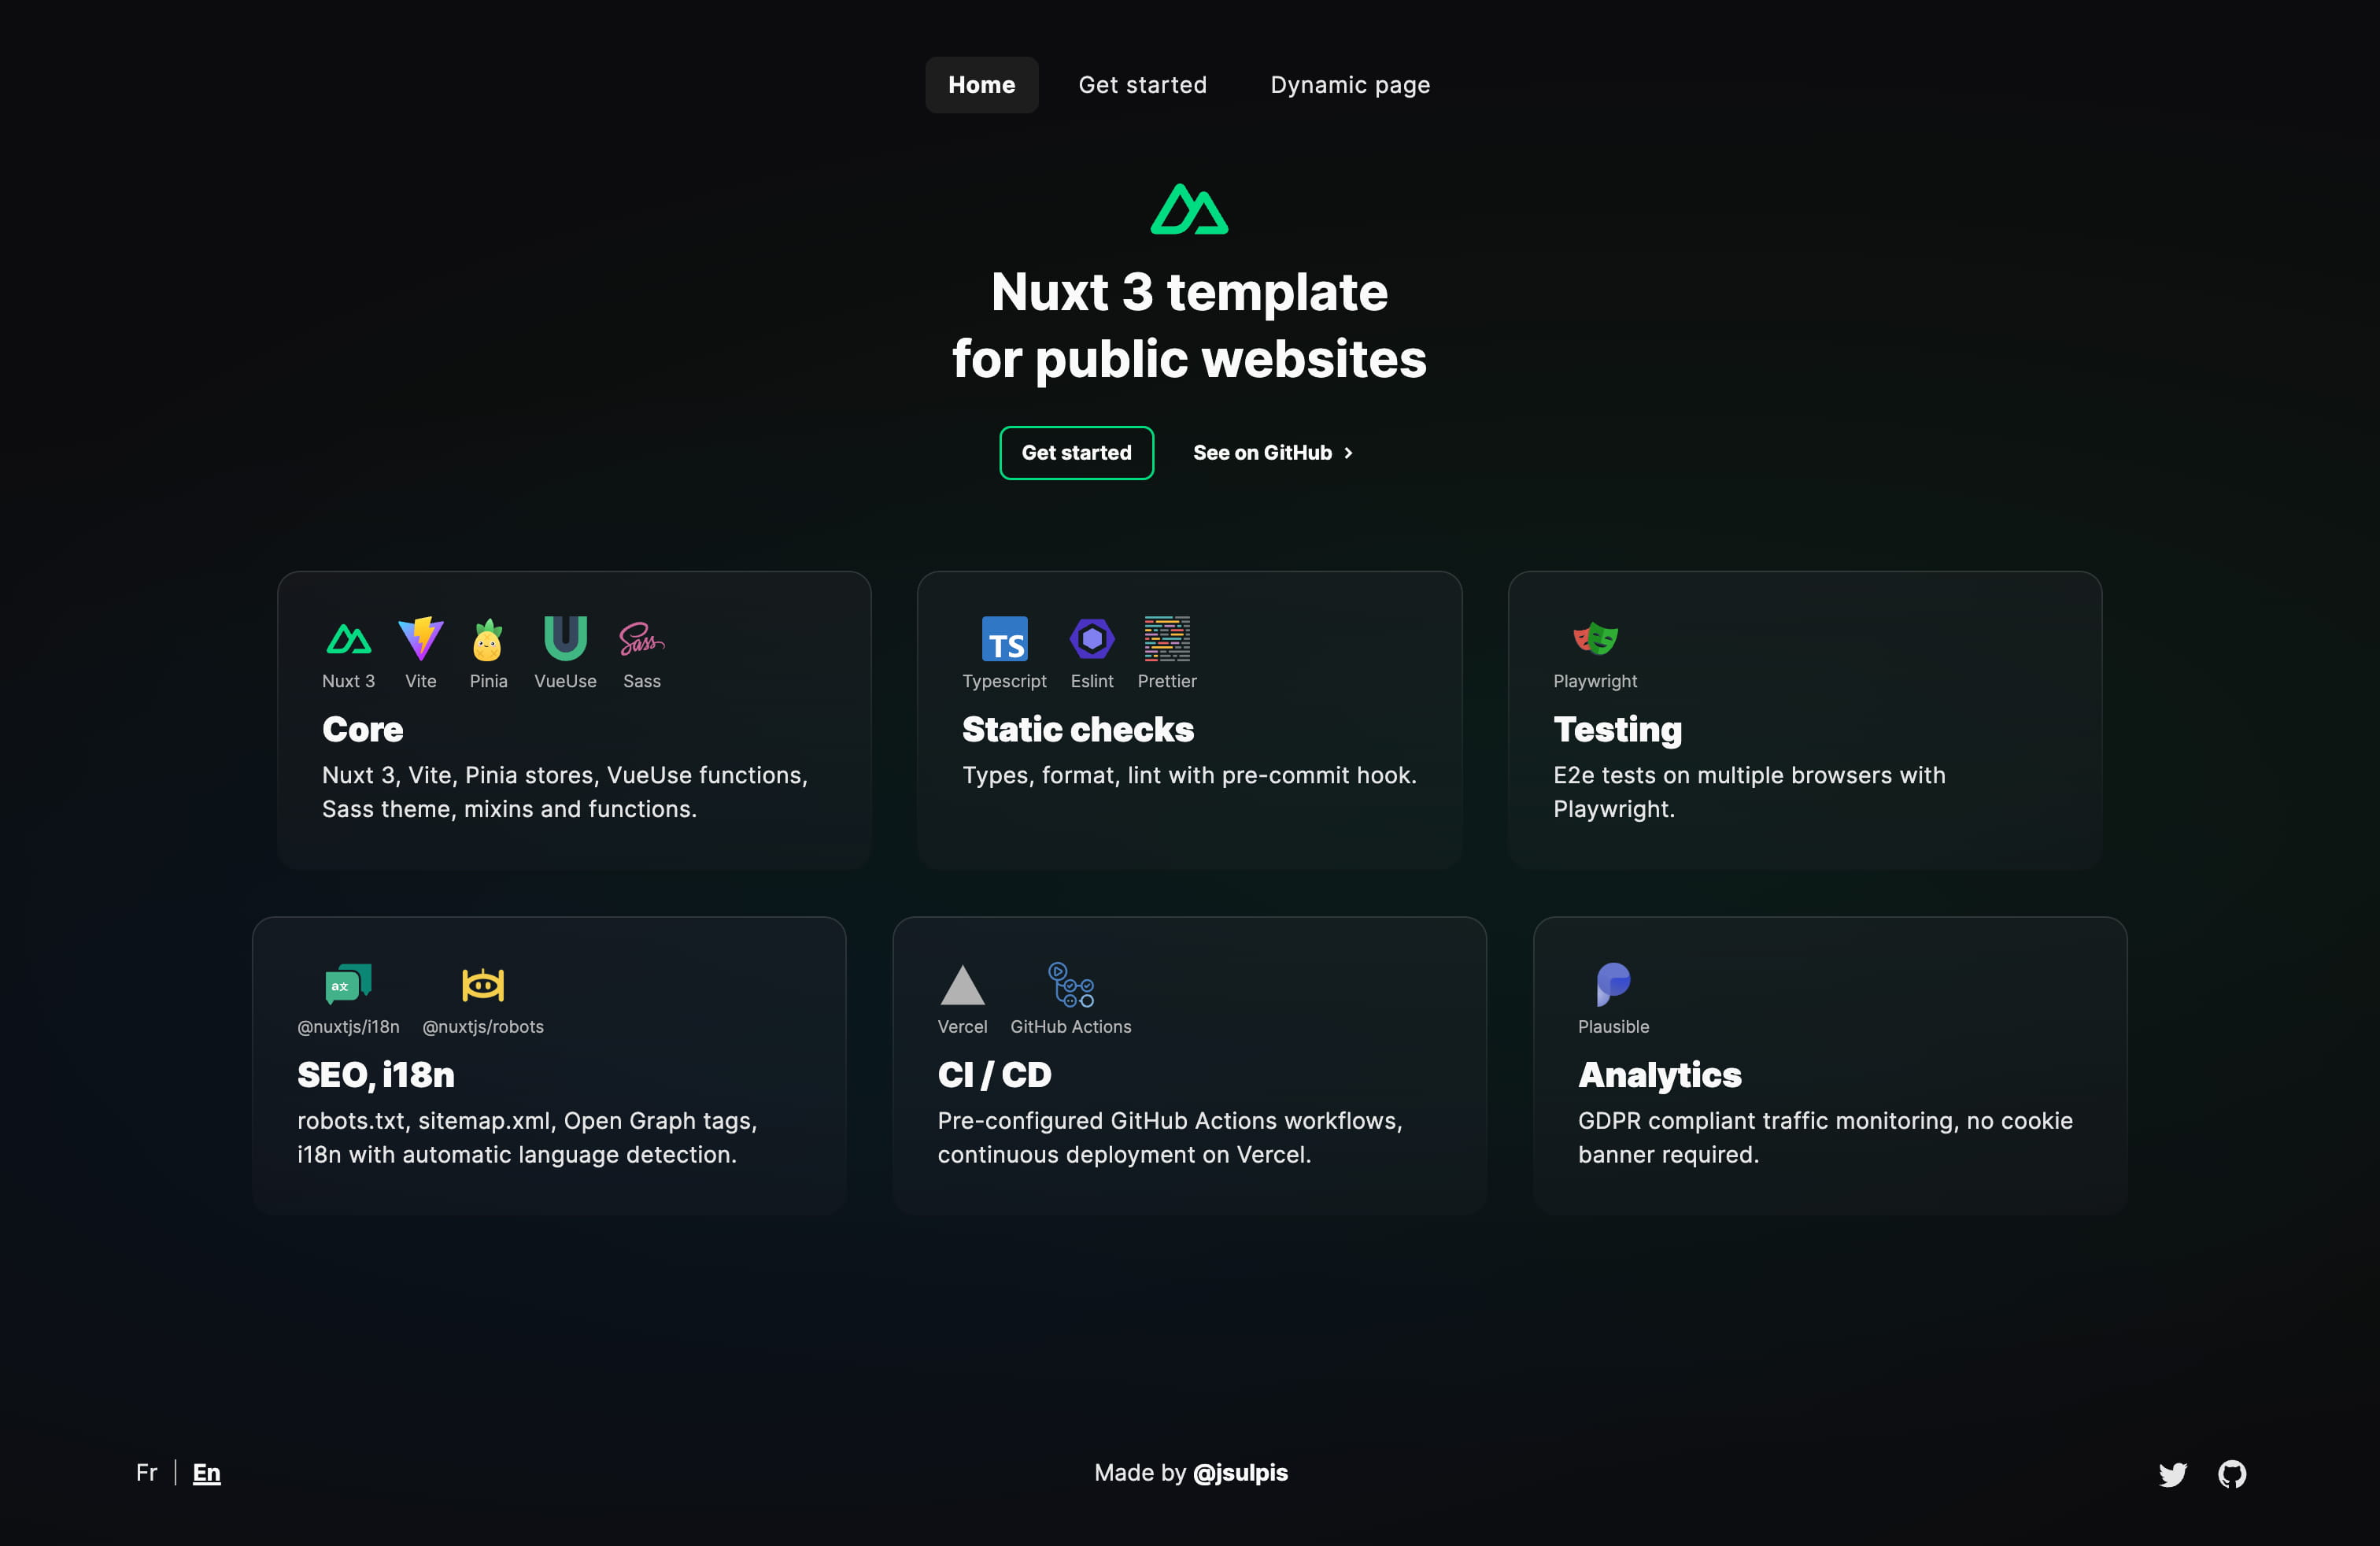 Home Get started Dynamic page
Nuxt 3 template
for public websites
Get started See on GitHub
TS
Sass
Nuxt 3 Vite Pinia VueUse Sass
Core
Nuxt 3, Vite, Pinia stores, VueUse functions,
Sass theme, mixins and functions.
Typescript Eslint Prettier
Static checks
Types, format, lint with pre-commit hook.
Playwright
Testing
E2e tests on multiple browsers with
Playwright.
@nuxtjs/i18n @nuxtjs/robots
SEO, i18n
robots.txt, sitemap.xml, Open Graph tags,
i18n with automatic language detection.
Vercel GitHub Actions
CI / CD
Pre-configured GitHub Actions workflows,
continuous deployment on Vercel.
Plausible
Analytics
GDPR compliant traffic monitoring, no cookie
banner required.
Fr | En
Made by @jsulpis